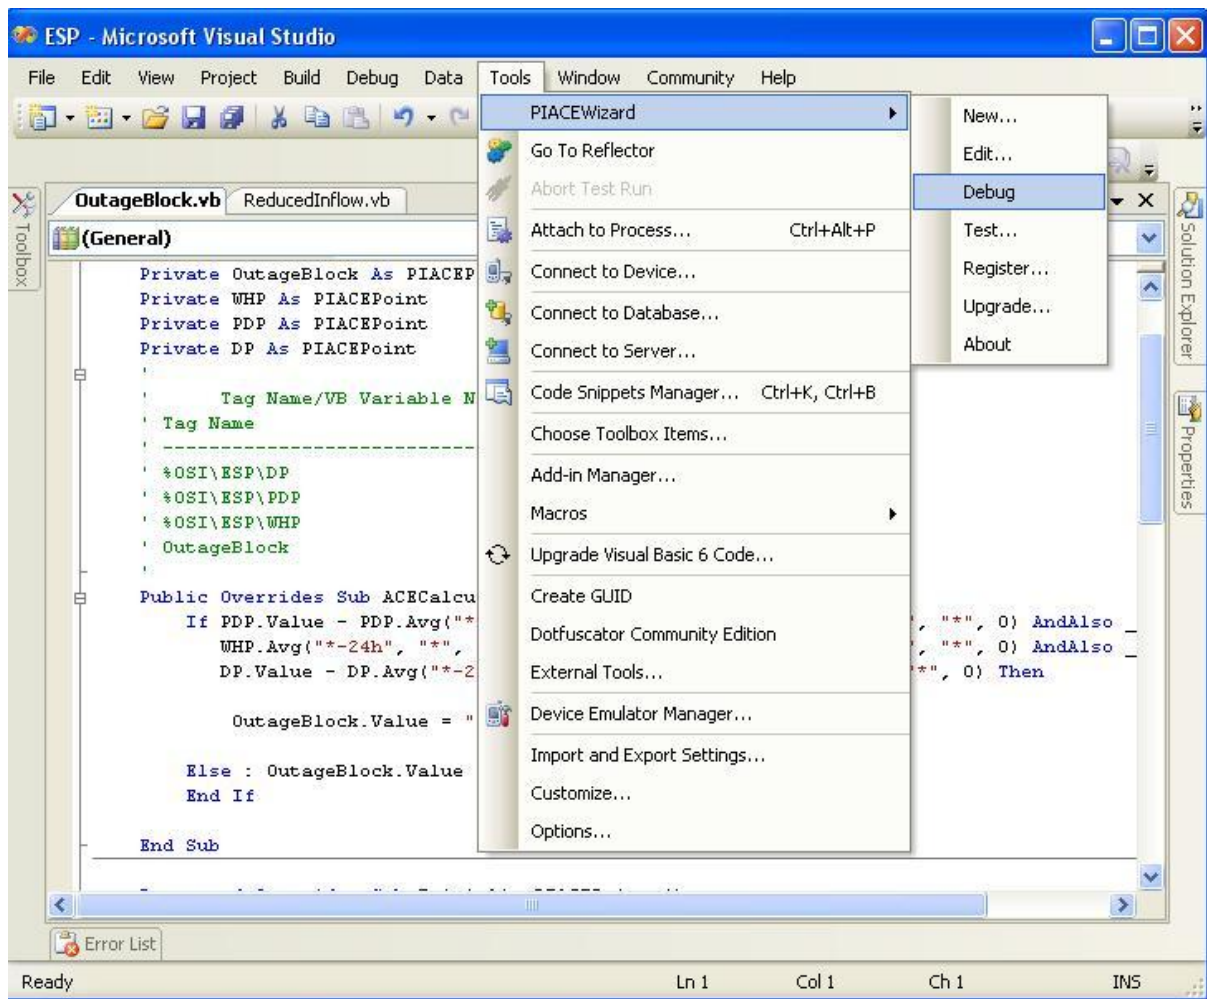 ESP - Microsoft Visual Studio
File Edit View Project Build Debug Data Tools Window Community Help
PIACEWizard
Go To Reflector
Abort Test Run
Attach to Process... Ctrl+Alt+P
Connect to Device...
Connect to Database...
Connect to Server...
Code Snippets Manager... Ctrl+K, Ctrl+B
Choose Toolbox Items...
Add-in Manager...
Macros
Upgrade Visual Basic 6 Code...
Create GUID
Dotfuscator Community Edition
External Tools...
Device Emulator Manager...
Import and Export Settings...
Customize...
Options...
New...
Edit...
Debug
Test...
Register...
Upgrade...
About
Toolbox
OutageBlock.vb ReducedInflow.vb
(General)
Private OutageBlock As PIACEP
Private WHP As PIACEPoint
Private PDP As PIACEPoint
Private DP As PIACEPoint
'
' Tag Name/VB Variable N
' Tag Name
' -----------------------------
' %OSI\ESP\DP
' %OSI\ESP\PDP
' %OSI\ESP\WHP
' OutageBlock
'
Public Overrides Sub ACECalcu
If PDP.Value - PDP.Avg("* ", "*", 0) AndAlso _
WHP.Avg("*-24h", "*", ", "*", 0) AndAlso _
DP.Value - DP.Avg("*-2 "*", 0) Then
OutageBlock.Value = "
Else : OutageBlock.Value
End If
End Sub
Solution Explorer
Properties
Error List
Ready Ln 1 Col 1 Ch 1 INS